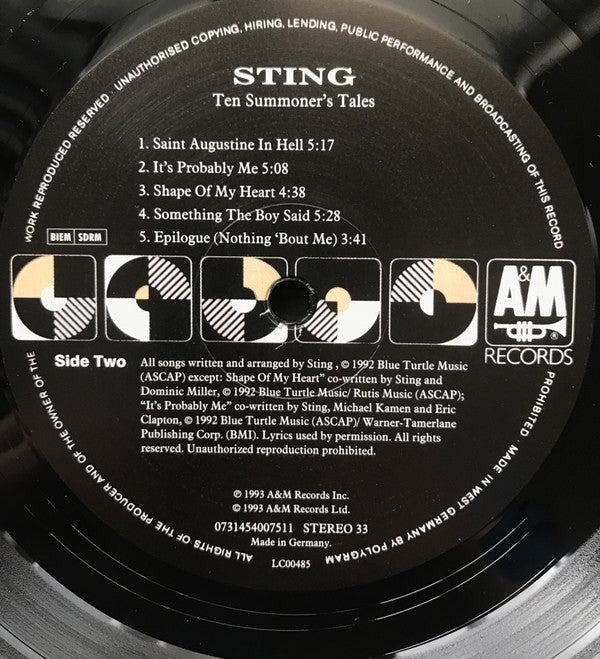 WORK REPRODUCED RESERVED. UNAUTHORISED COPYING, HIRING, LENDING, PUBLIC PERFORMANCE AND BROADCASTING OF THIS RECORD
STING
Ten Summoner's Tales
1. Saint Augustine In Hell 5:17
2. It's Probably Me 5:08
3. Shape Of My Heart 4:38
4. Something The Boy Said 5:28
5. Epilogue (Nothing 'Bout Me) 3:41
BIEM SDRM
A&M
®
RECORDS
Side Two
All songs written and arranged by Sting , © 1992 Blue Turtle Music
(ASCAP) except: Shape Of My Heart" co-written by Sting and
Dominic Miller, © 1992 Blue Turtle Music/ Rutis Music (ASCAP);
"It's Probably Me" co-written by Sting, Michael Kamen and Eric
Clapton, © 1992 Blue Turtle Music (ASCAP)/ Warner-Tamerlane
Publishing Corp. (BMI). Lyrics used by permission. All rights
reserved. Unauthorized reproduction prohibited.
℗ 1993 A&M Records Inc.
© 1993 A&M Records Ltd.
0731454007511 STEREO 33
Made in Germany.
LC00485
PROHIBITED. MADE IN WEST GERMANY BY POLYGRAM
ALL RIGHTS OF THE PRODUCER AND OF THE OWNER OF THE